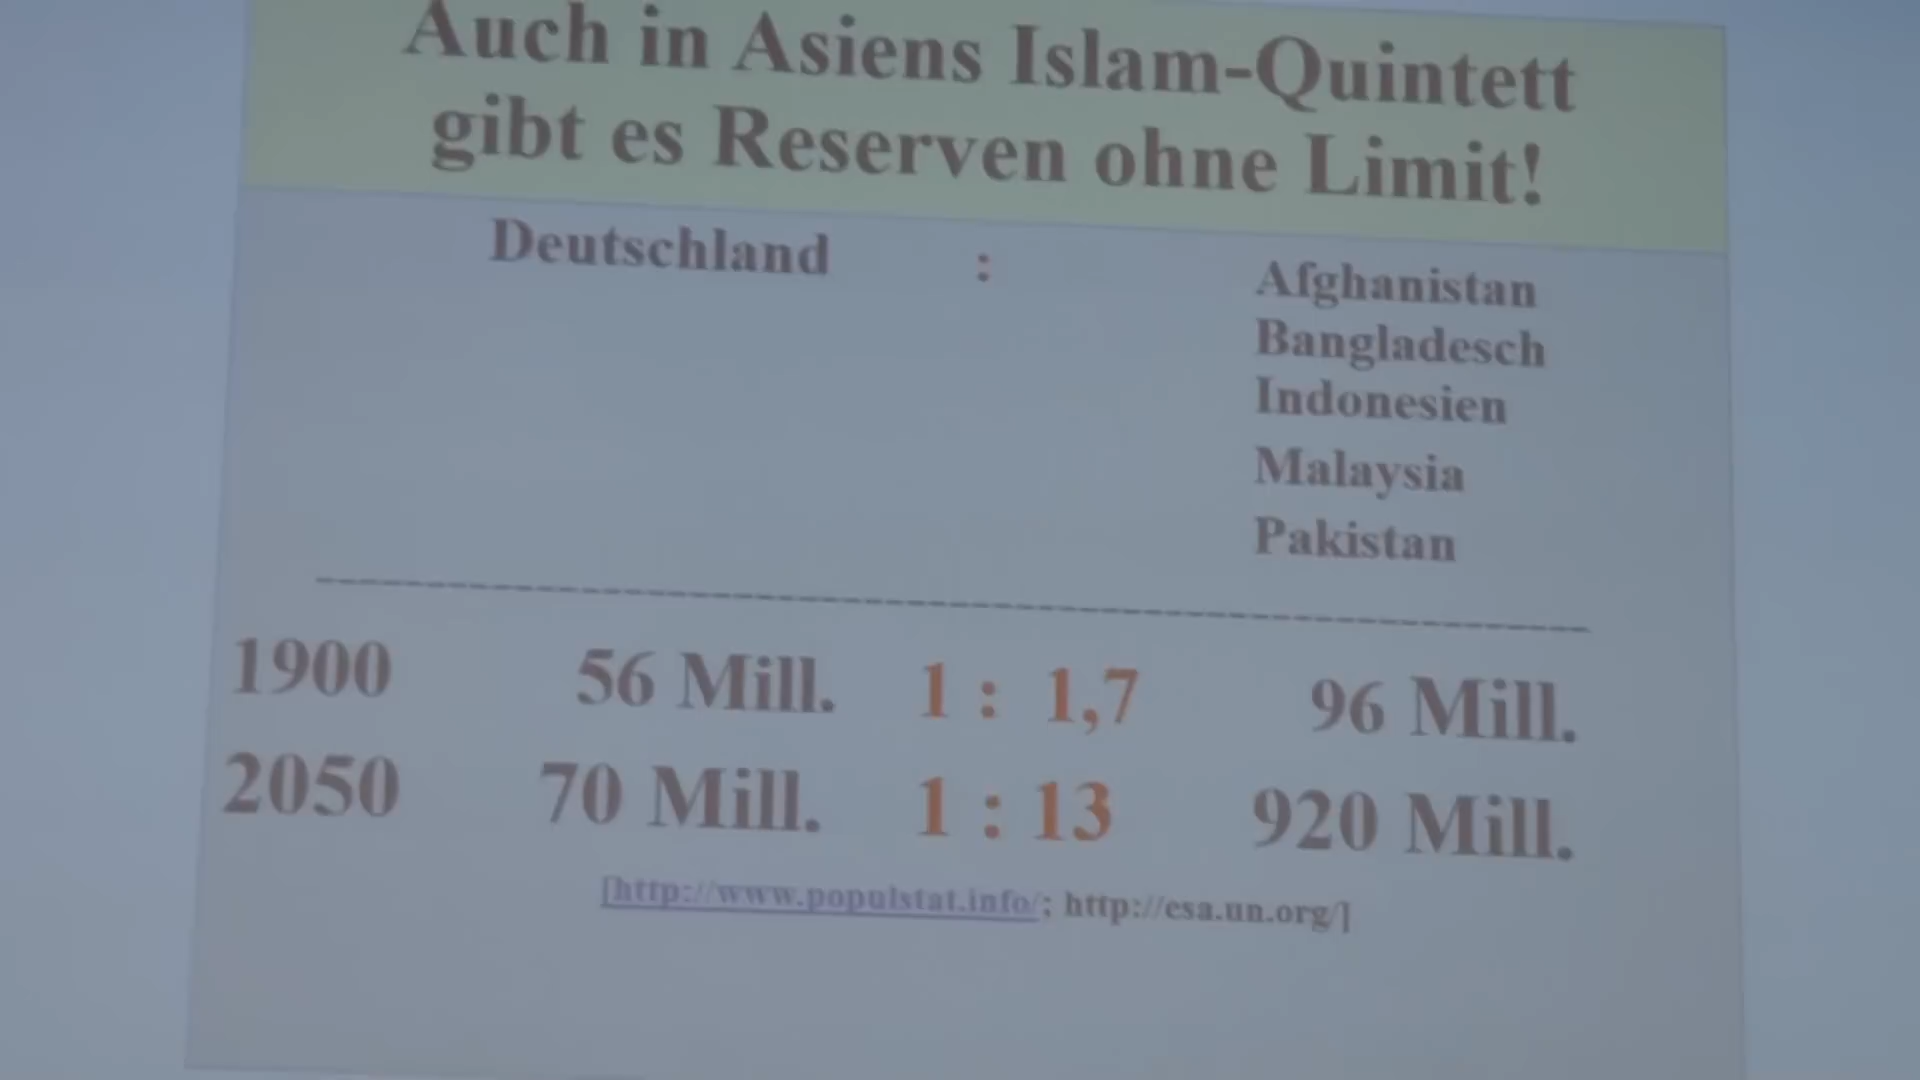 Auch in Asiens Islam-Quintett
gibt es Reserven ohne Limit!
Deutschland : Afghanistan
Bangladesch
Indonesien
Malaysia
Pakistan
1900 56 Mill. 1 : 1,7 96 Mill.
2050 70 Mill. 1 : 13 920 Mill.
[http://www.populstat.info/; http://esa.un.org/]